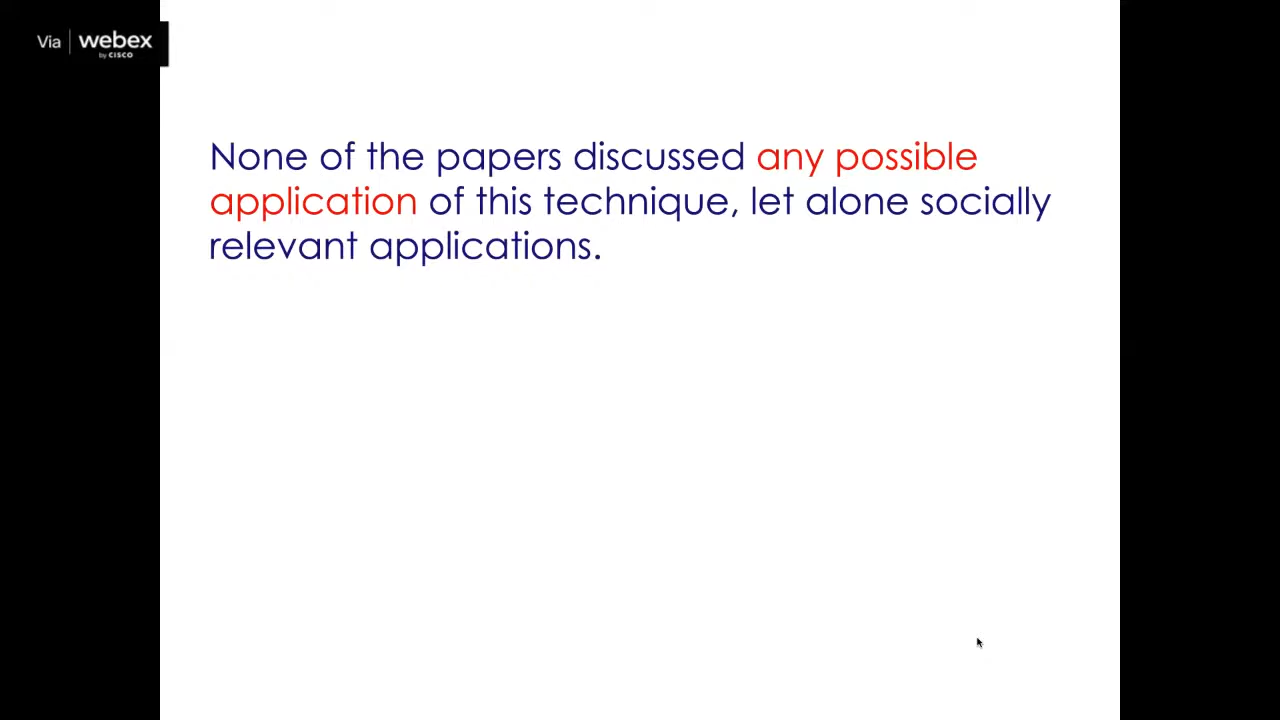 Via webex
by CISCO
None of the papers discussed any possible
application of this technique, let alone socially
relevant applications.